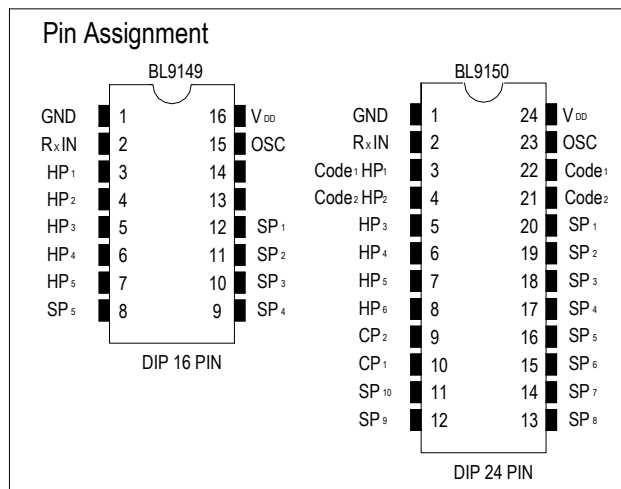 Pin Assignment
BL9149
GND 1 16 VDD
RxIN 2 15 OSC
HP1 3 14
HP2 4 13
HP3 5 12 SP1
HP4 6 11 SP2
HP5 7 10 SP3
SP5 8 9 SP4
DIP 16 PIN
BL9150
GND 1 24 VDD
RxIN 2 23 OSC
Code1 HP1 3 22 Code1
Code2 HP2 4 21 Code2
HP3 5 20 SP1
HP4 6 19 SP2
HP5 7 18 SP3
HP6 8 17 SP4
CP2 9 16 SP5
CP1 10 15 SP6
SP10 11 14 SP7
SP9 12 13 SP8
DIP 24 PIN